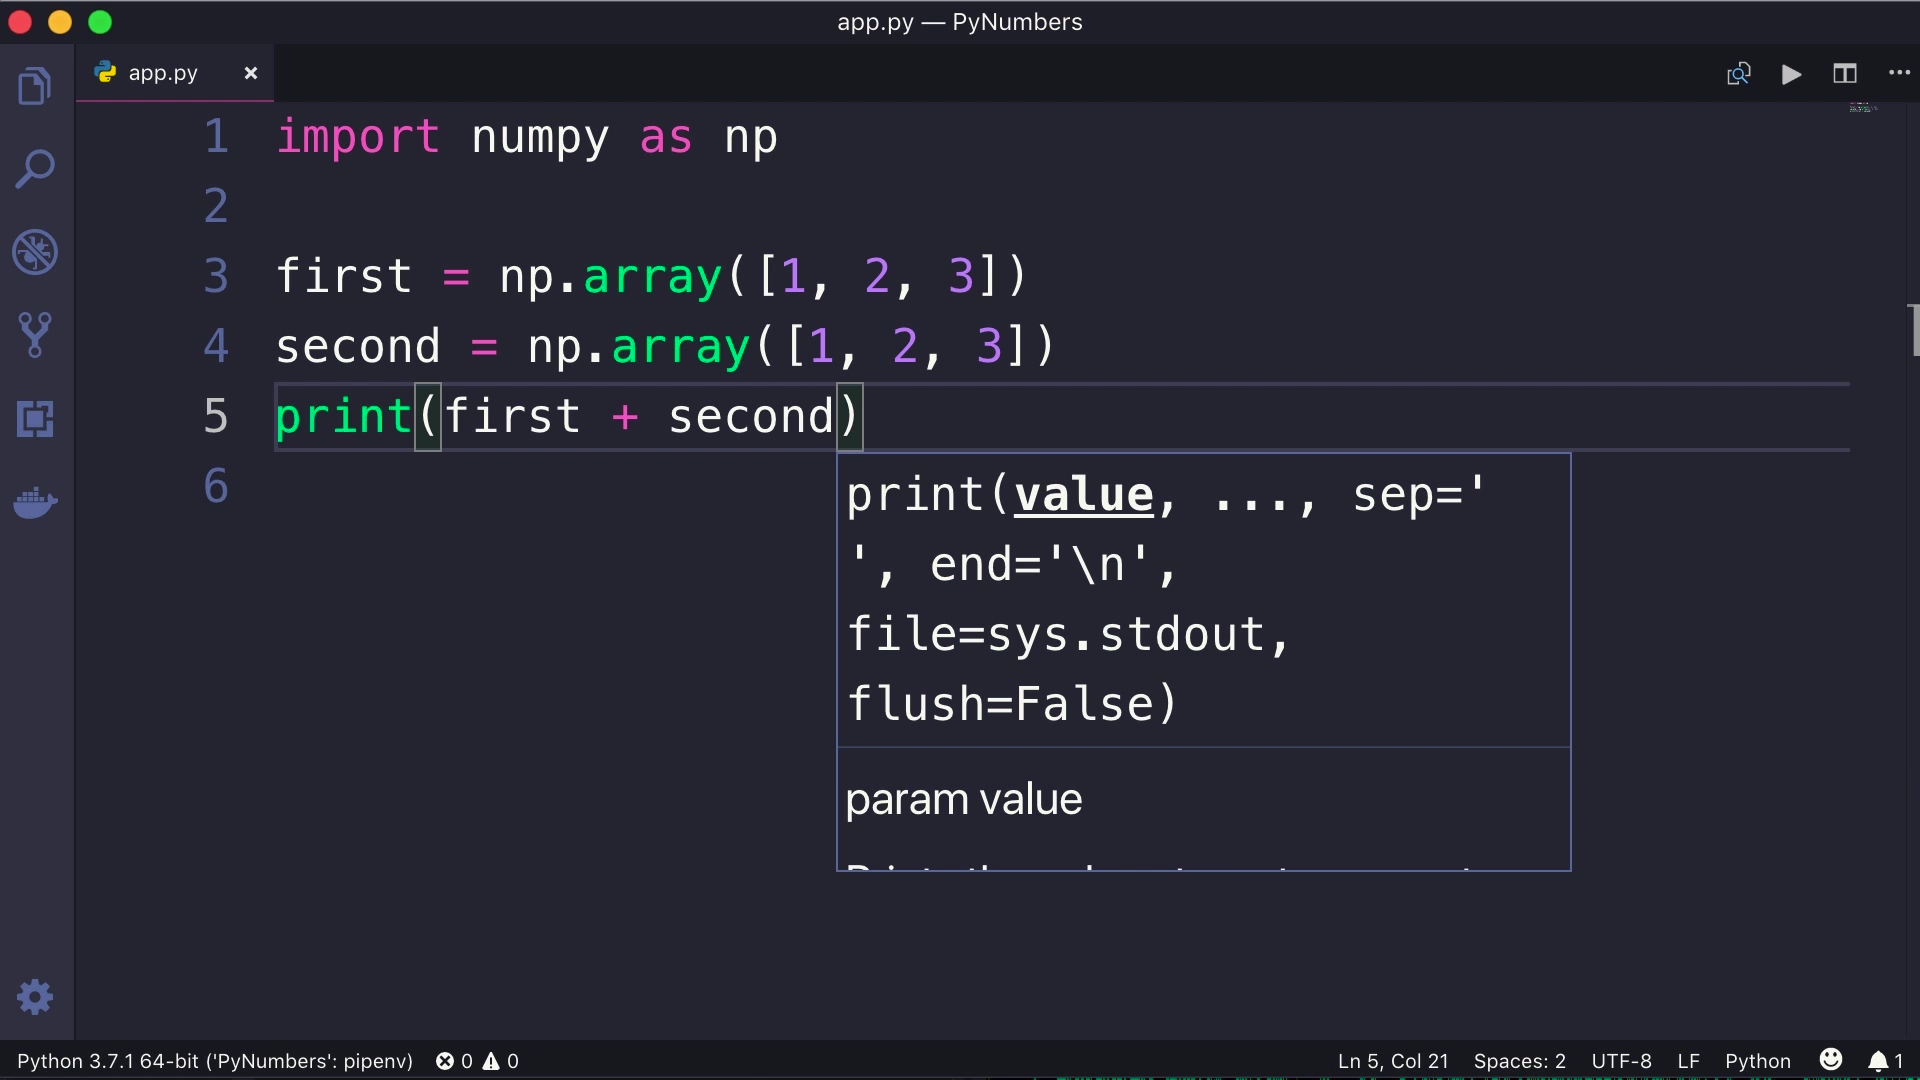 app.py — PyNumbers
app.py
1 import numpy as np
2
3 first = np.array([1, 2, 3])
4 second = np.array([1, 2, 3])
5 print(first + second)
6
print(value, ..., sep='
', end='\n',
file=sys.stdout,
flush=False)
param value
Python 3.7.1 64-bit ('PyNumbers': pipenv) 0 0 Ln 5, Col 21 Spaces: 2 UTF-8 LF Python 1